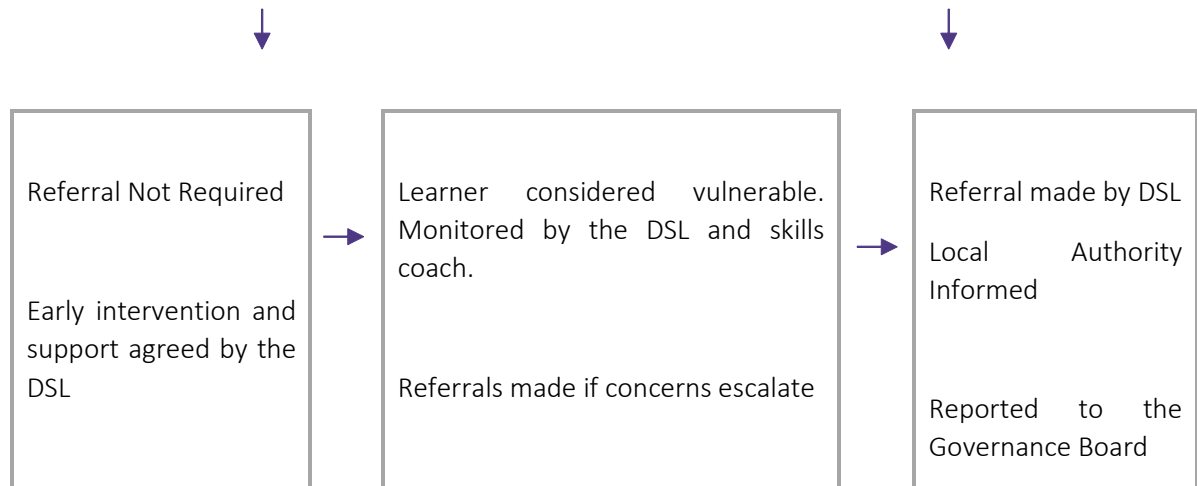 Referral Not Required
Early intervention and
support agreed by the
DSL
Learner considered vulnerable.
Monitored by the DSL and skills
coach.
Referrals made if concerns escalate
Referral made by DSL
Local Authority
Informed
Reported to the
Governance Board